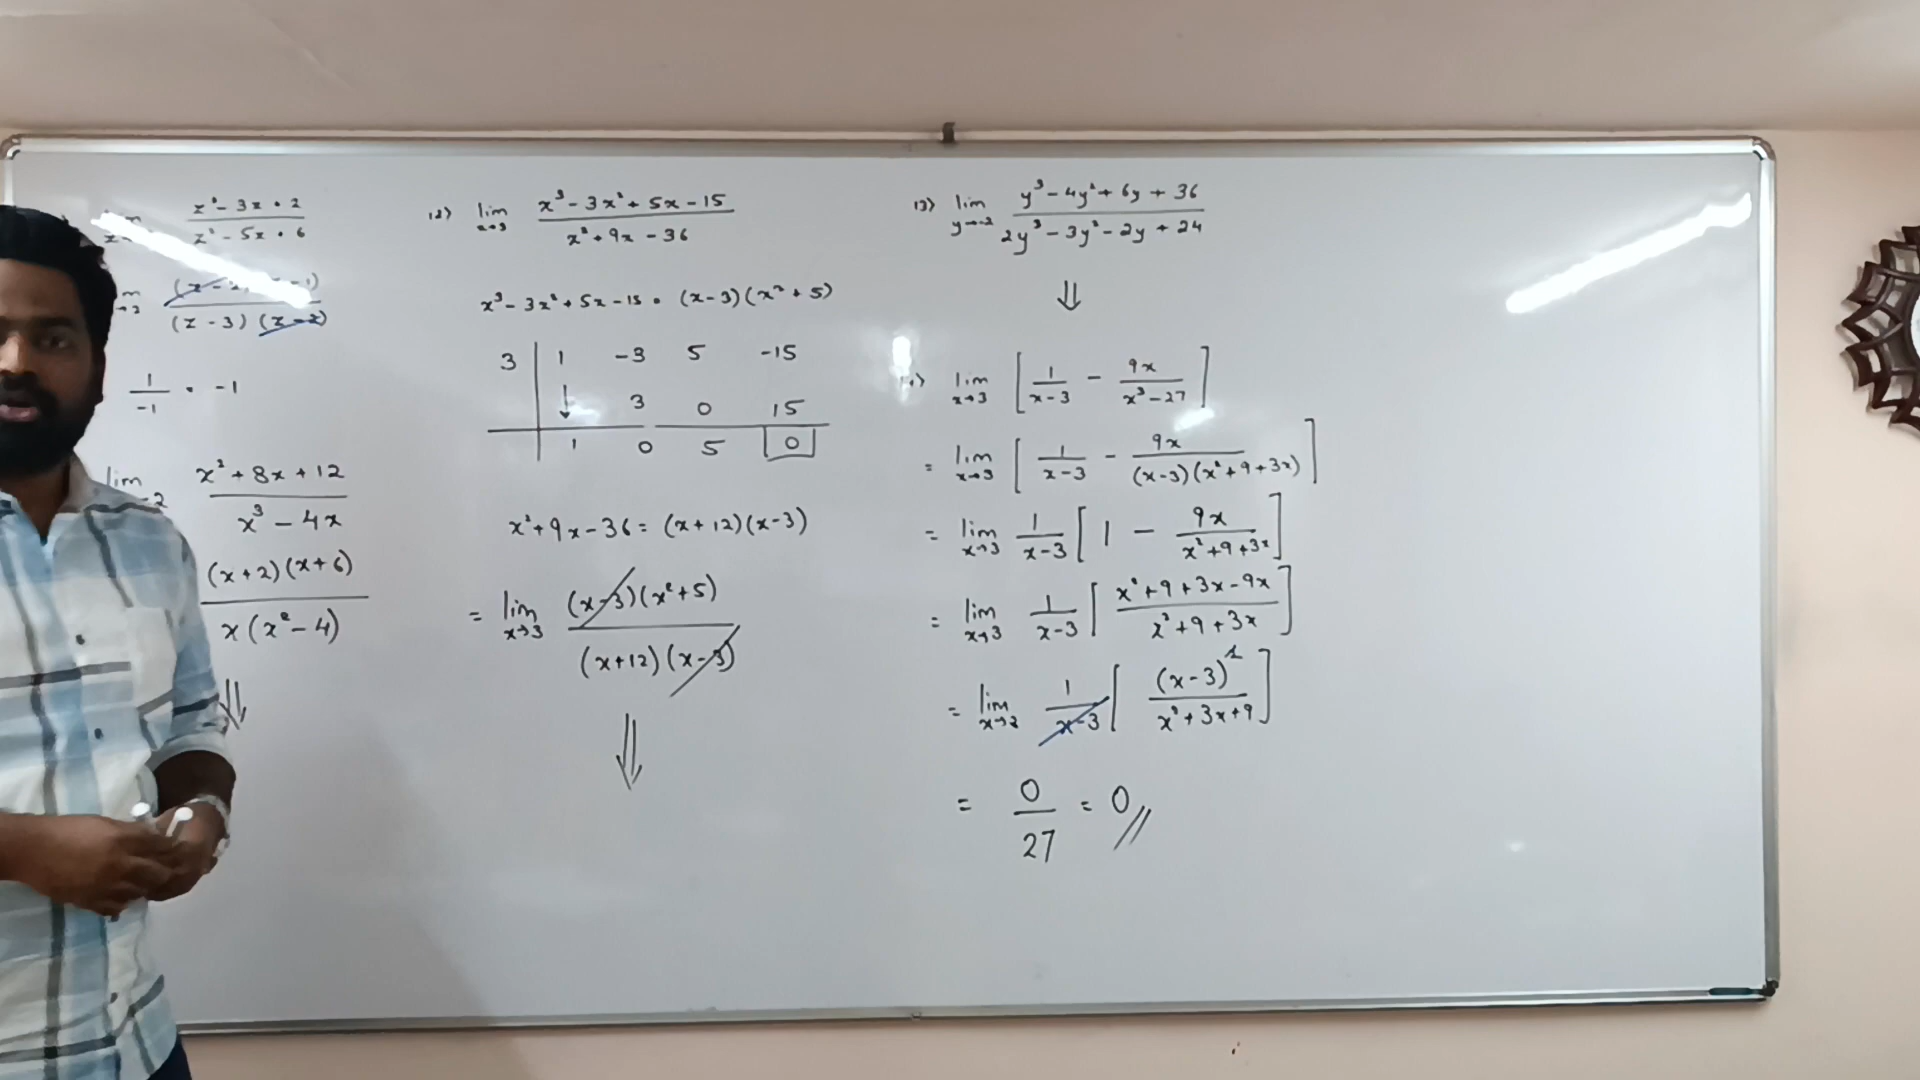 z² - 3z + 2
z² - 5z + 6
(z - 3) (z - 2)
1/-1 = -1
lim
x² + 8x + 12
x³ - 4x
(x+2)(x+6)
x(x² - 4)
⇓
12) lim x→3 (x³ - 3x² + 5x - 15)/(x² + 9x - 36)
x³ - 3x² + 5x - 15 = (x-3)(x² + 5)
3 | 1 -3 5 -15
↓ 3 0 15
1 0 5 0
x² + 9x - 36 = (x+12)(x-3)
= lim x→3 (x-3)(x²+5)/(x+12)(x-3)
⇓
13) lim y→-2 (y³ - 4y² + 6y + 36)/(2y³ - 3y² - 2y + 24)
⇓
lim x→3 [1/(x-3) - 9x/(x³-27)]
= lim x→3 [1/(x-3) - 9x/((x-3)(x²+9+3x))]
= lim x→3 1/(x-3) [1 - 9x/(x²+9+3x)]
= lim x→3 1/(x-3) [(x²+9+3x-9x)/(x²+9+3x)]
= lim 1/(x-3) [(x-3)/(x²+3x+9)]
= 0/27 = 0//